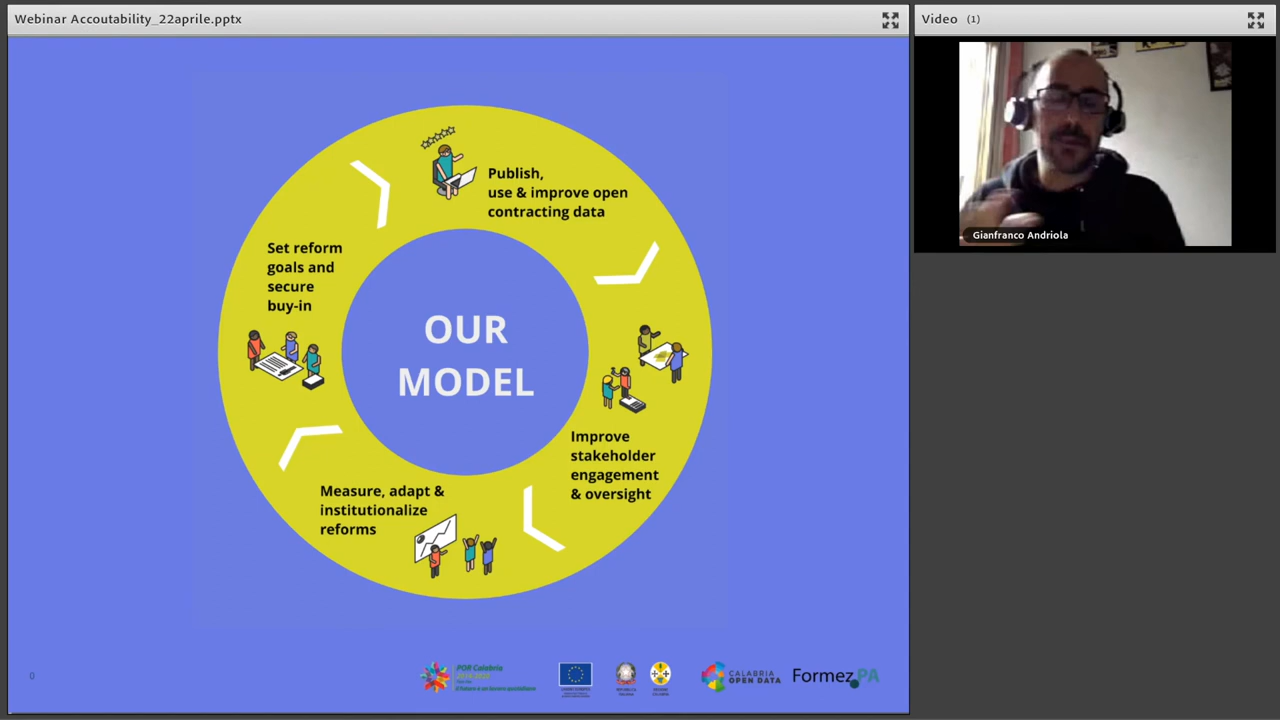 Webinar Accoutability_22aprile.pptx
Video (1)
Gianfranco Andriola
Publish,
use & improve open
contracting data
Set reform
goals and
secure
buy-in
OUR
MODEL
Improve
stakeholder
engagement
& oversight
Measure, adapt &
institutionalize
reforms
0
POR Calabria
CALABRIA
OPEN DATA
FormezPA